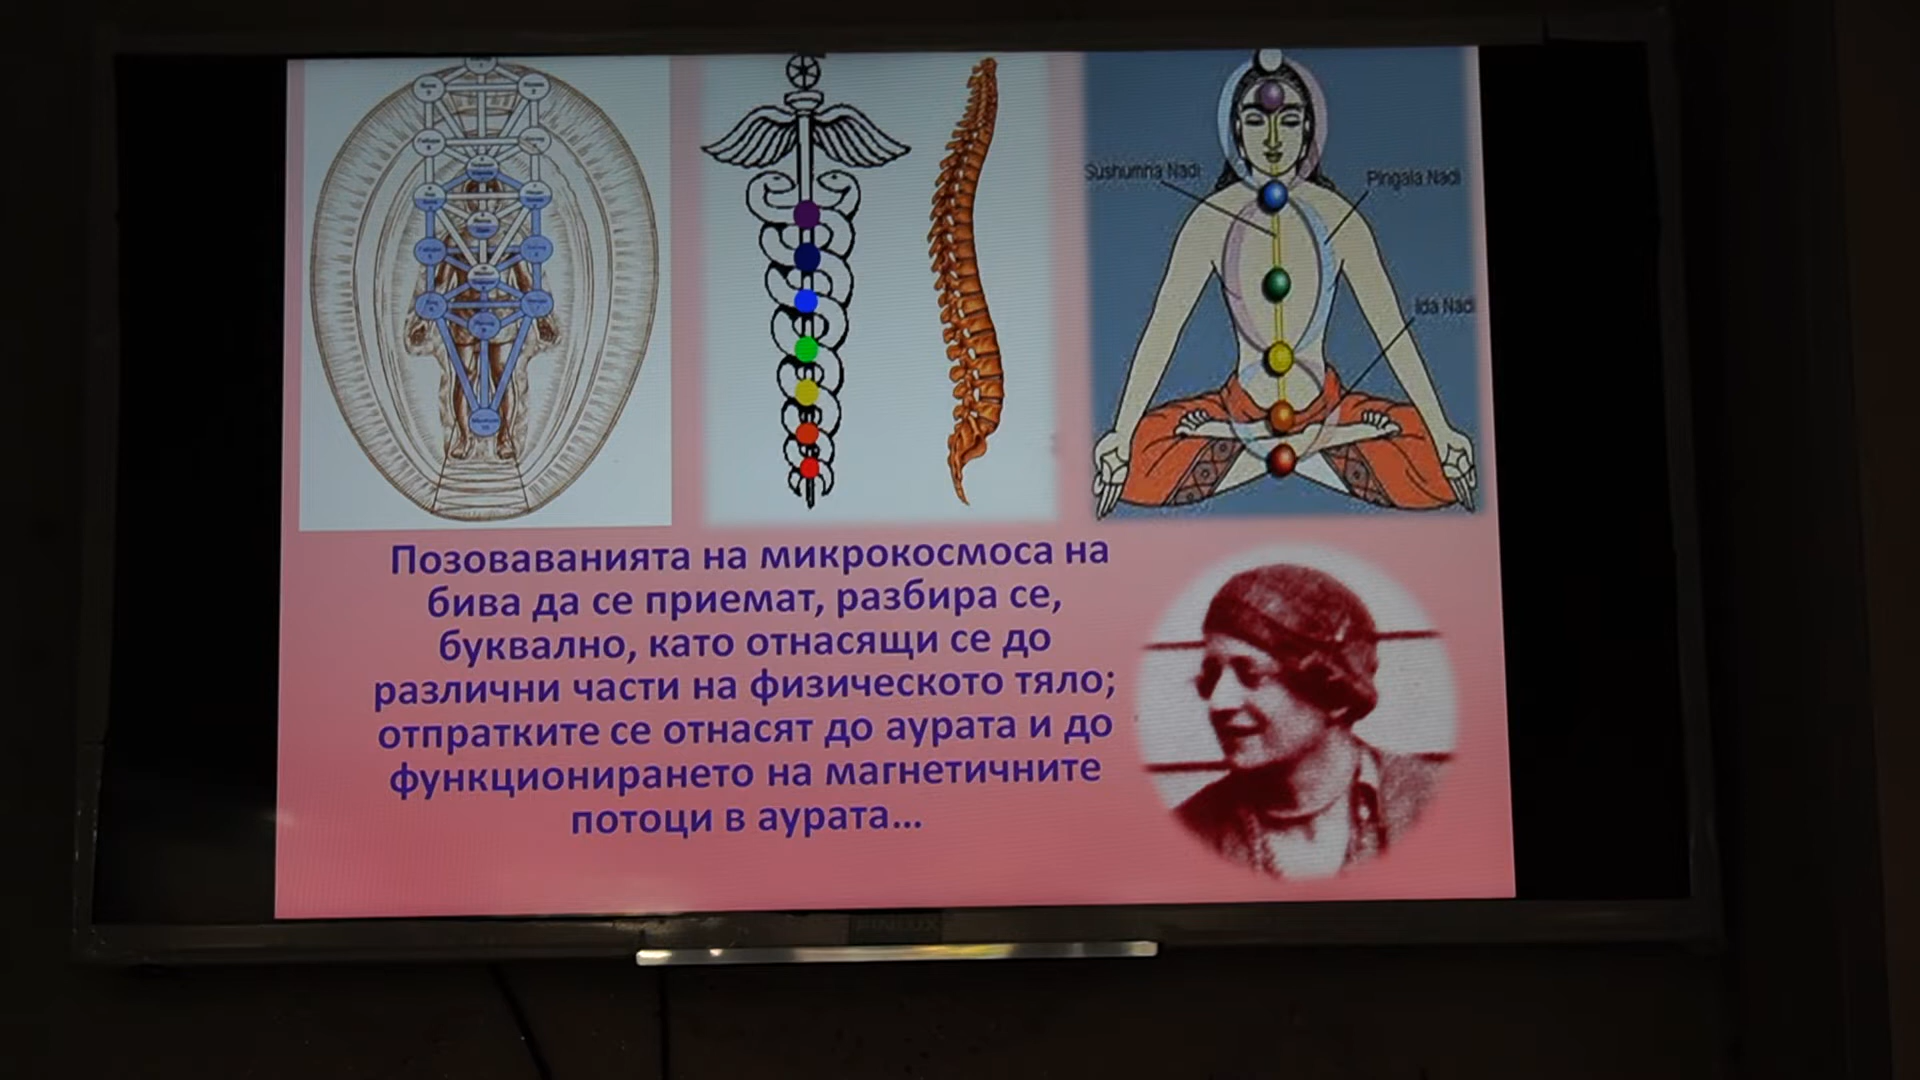 Sushumna Nadi
Pingala Nadi
Ida Nadi
Позоваванията на микрокосмоса на
бива да се приемат, разбира се,
буквално, като отнасящи се до
различни части на физическото тяло;
отпратките се отнасят до аурата и до
функционирането на магнетичните
потоци в аурата...
FINLUX